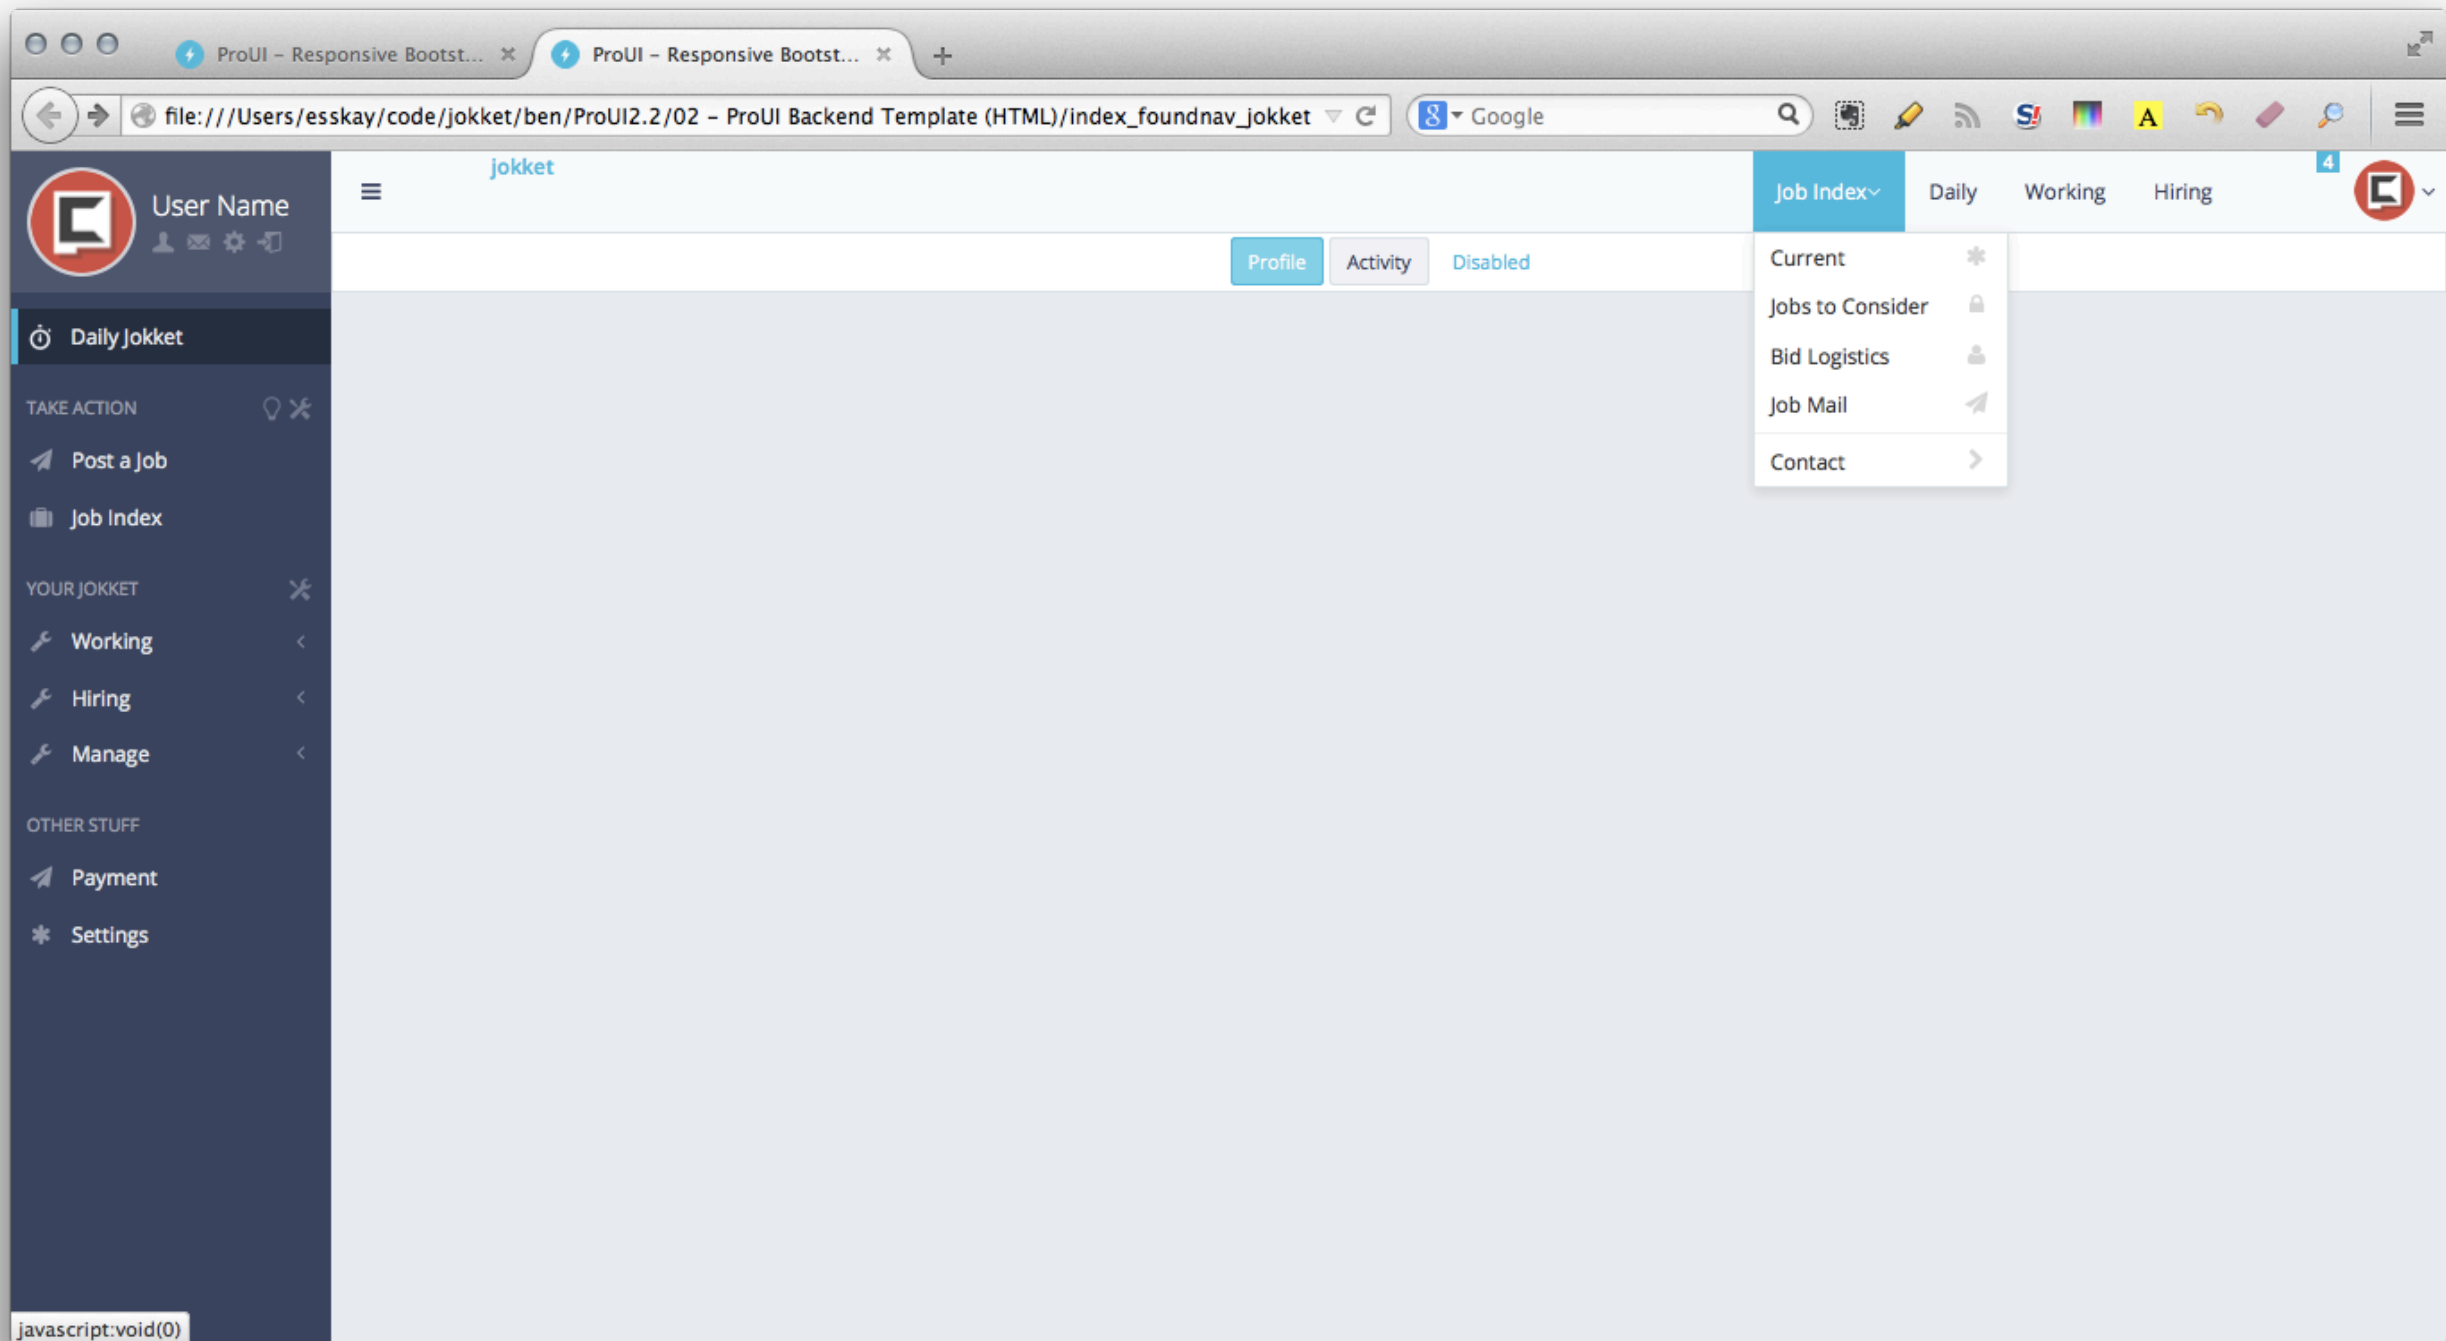 ProUI – Responsive Bootst...
ProUI – Responsive Bootst...
file:///Users/esskay/code/jokket/ben/ProUI2.2/02 – ProUI Backend Template (HTML)/index_foundnav_jokket
8 Google
S!
A
User Name
jokket
Job Index
Daily
Working
Hiring
4
Profile
Activity
Disabled
Current
Jobs to Consider
Bid Logistics
Job Mail
Contact
Daily Jokket
TAKE ACTION
Post a Job
Job Index
YOUR JOKKET
Working
Hiring
Manage
OTHER STUFF
Payment
Settings
javascript:void(0)